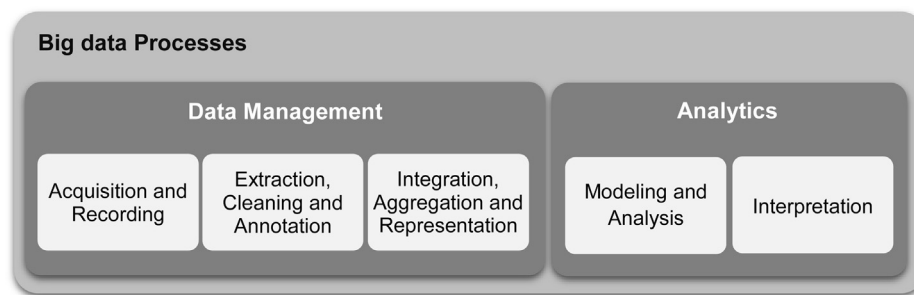 Big data Processes
Data Management
Acquisition and
Recording
Extraction,
Cleaning and
Annotation
Integration,
Aggregation and
Representation
Analytics
Modeling and
Analysis
Interpretation